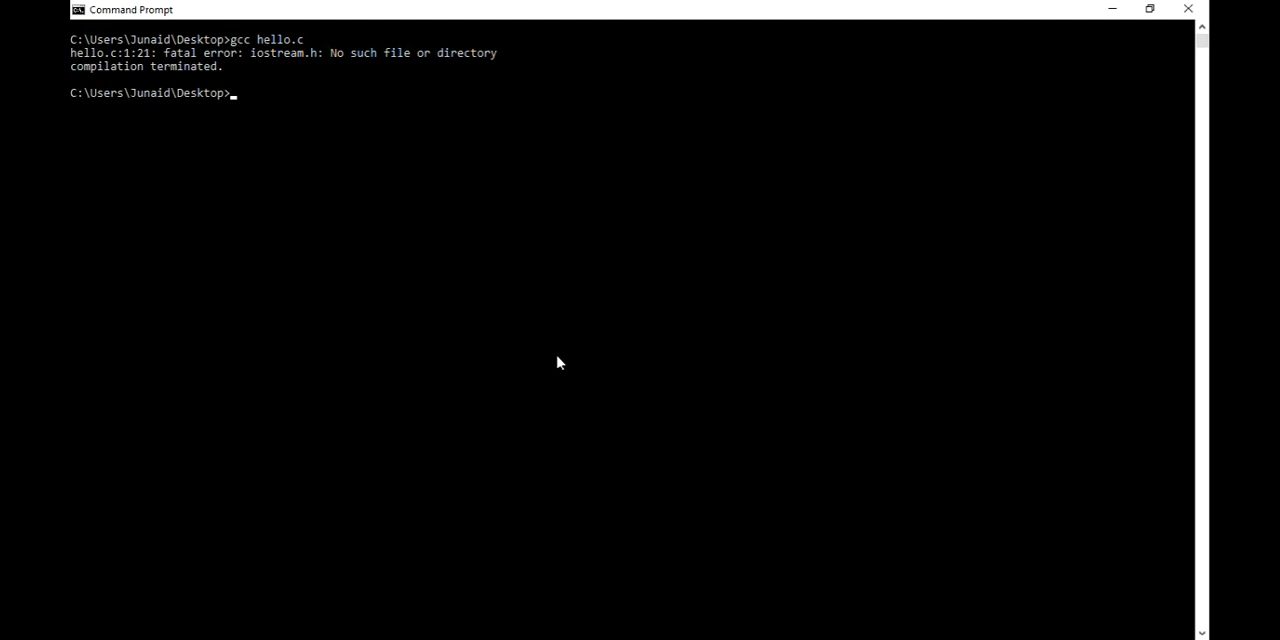 Command Prompt
C:\Users\Junaid\Desktop>gcc hello.c
hello.c:1:21: fatal error: iostream.h: No such file or directory
compilation terminated.
C:\Users\Junaid\Desktop>